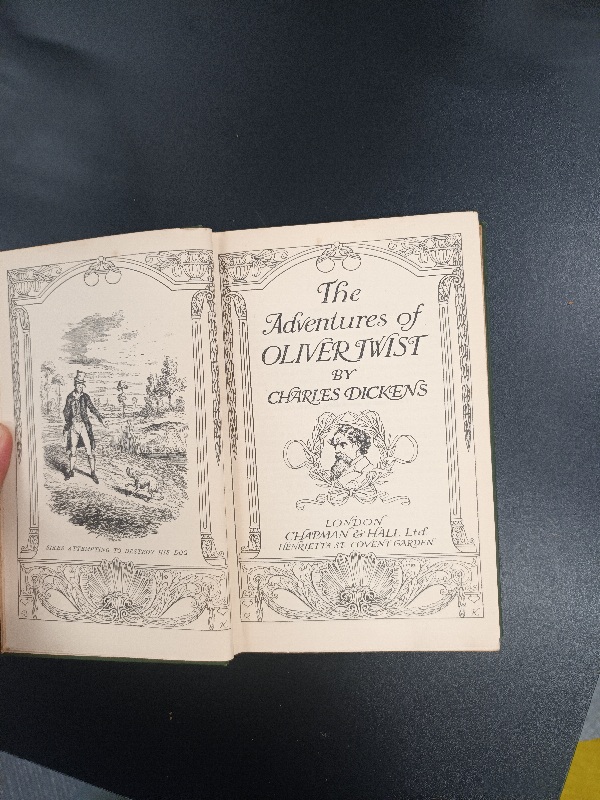 SIKES ATTEMPTING TO DESTROY HIS DOG
The
Adventures of
OLIVER TWIST
BY
CHARLES DICKENS
LONDON
CHAPMAN & HALL Ltd
HENRIETTA ST. COVENT GARDEN